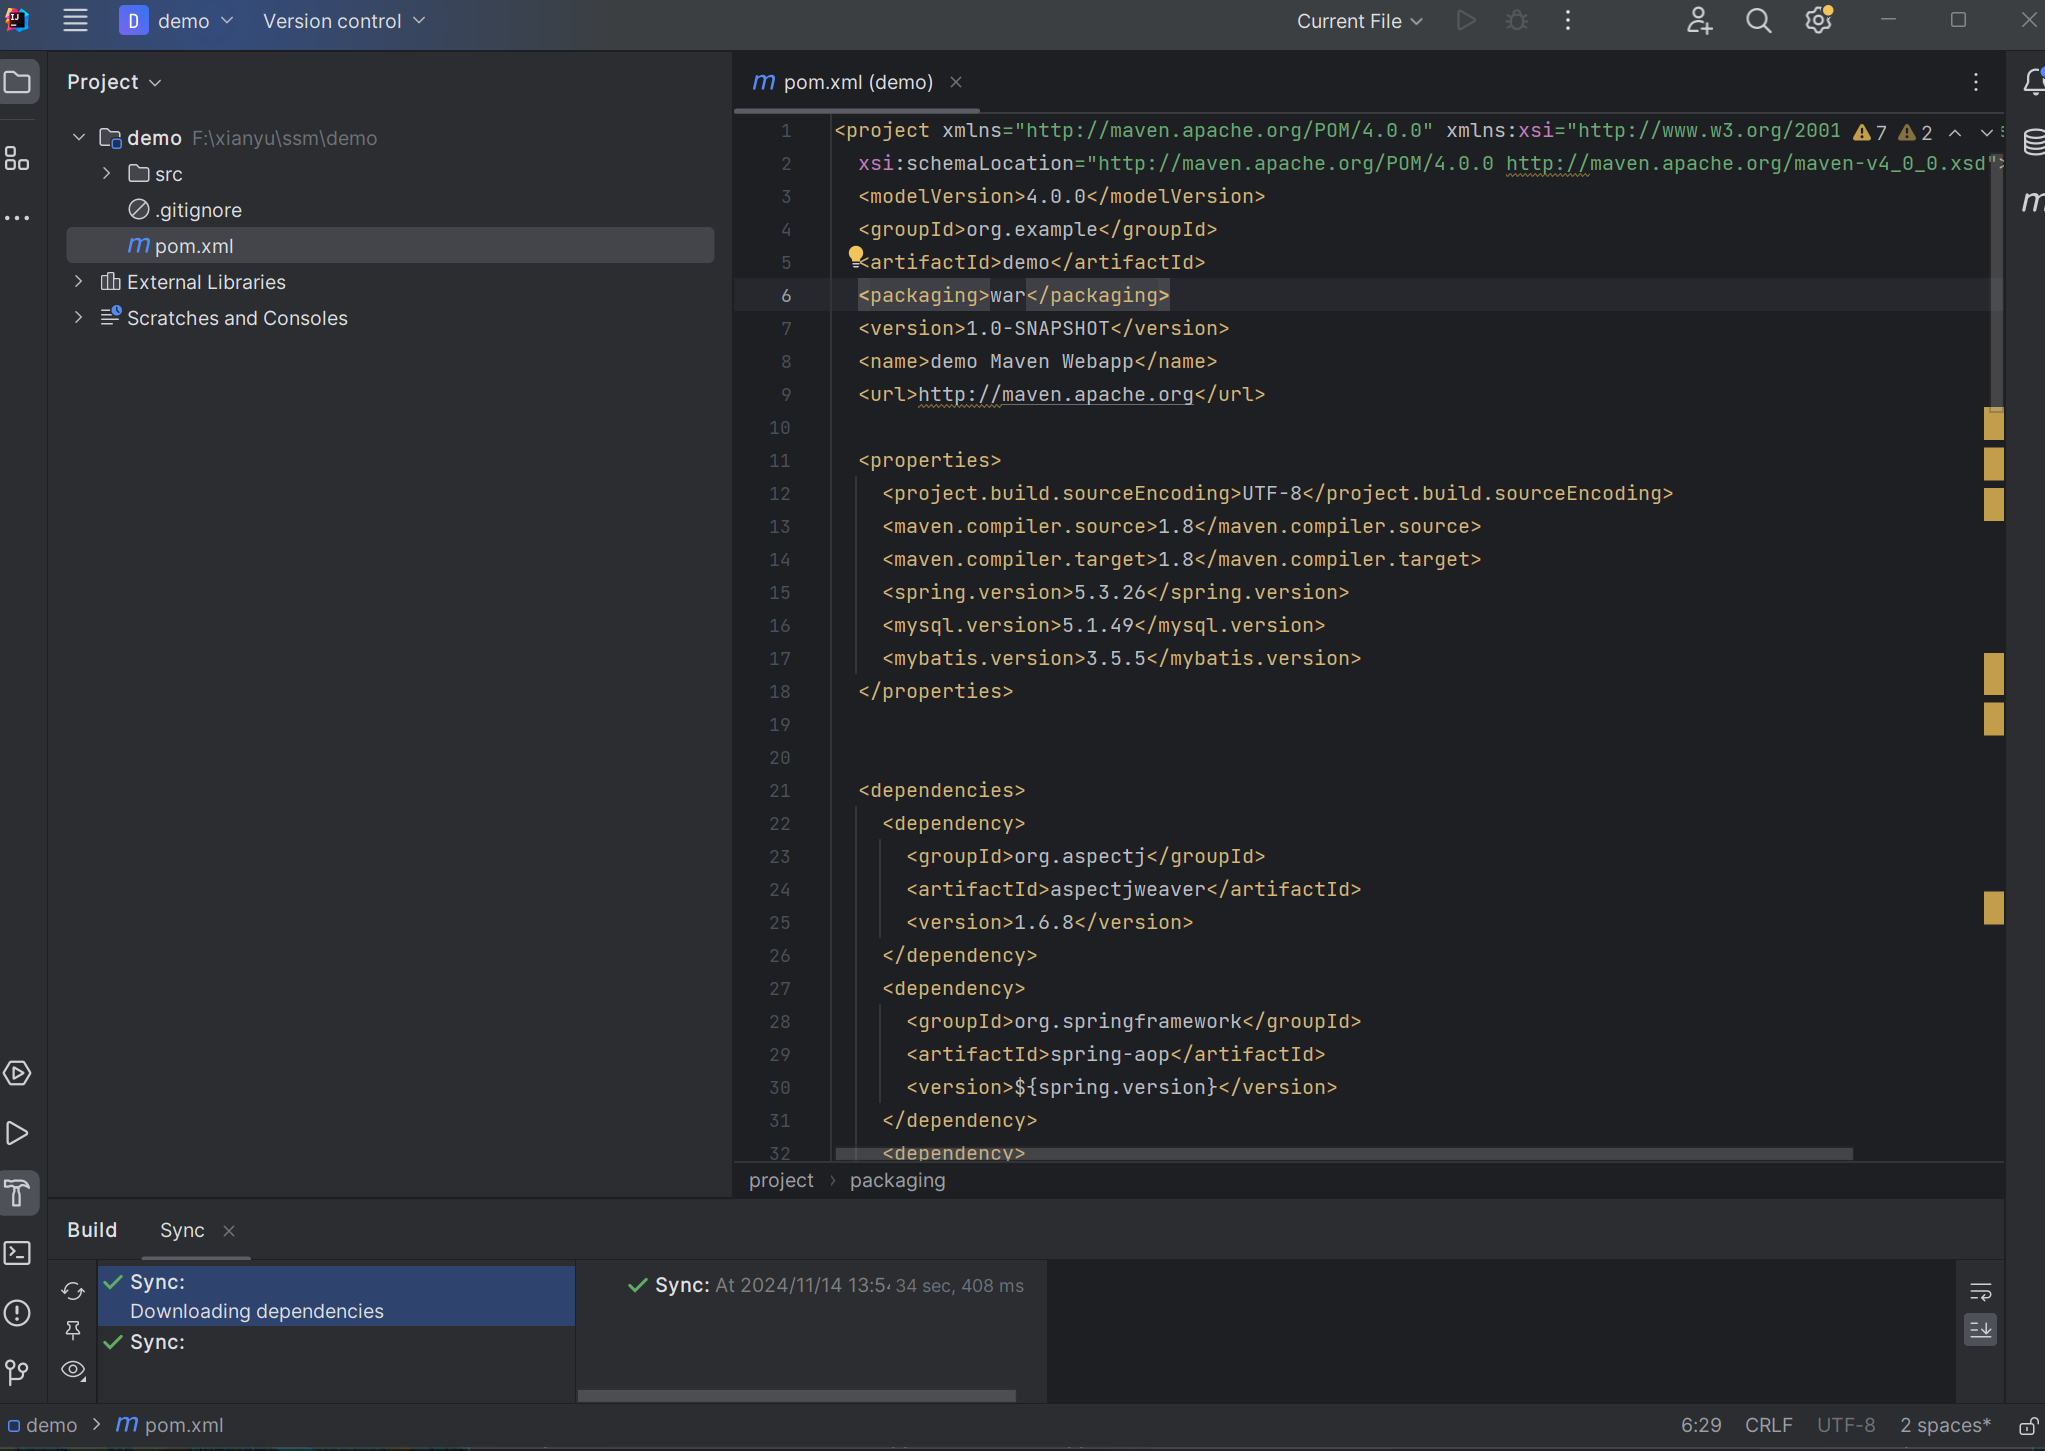 D demo Version control Current File
Project
demo F:\xianyu\ssm\demo
src
.gitignore
m pom.xml
External Libraries
Scratches and Consoles
m pom.xml (demo)
7 2
1 <project xmlns="http://maven.apache.org/POM/4.0.0" xmlns:xsi="http://www.w3.org/2001
2 xsi:schemaLocation="http://maven.apache.org/POM/4.0.0 http://maven.apache.org/maven-v4_0_0.xsd">
3 <modelVersion>4.0.0</modelVersion>
4 <groupId>org.example</groupId>
5 <artifactId>demo</artifactId>
6 <packaging>war</packaging>
7 <version>1.0-SNAPSHOT</version>
8 <name>demo Maven Webapp</name>
9 <url>http://maven.apache.org</url>
10
11 <properties>
12 <project.build.sourceEncoding>UTF-8</project.build.sourceEncoding>
13 <maven.compiler.source>1.8</maven.compiler.source>
14 <maven.compiler.target>1.8</maven.compiler.target>
15 <spring.version>5.3.26</spring.version>
16 <mysql.version>5.1.49</mysql.version>
17 <mybatis.version>3.5.5</mybatis.version>
18 </properties>
19
20
21 <dependencies>
22 <dependency>
23 <groupId>org.aspectj</groupId>
24 <artifactId>aspectjweaver</artifactId>
25 <version>1.6.8</version>
26 </dependency>
27 <dependency>
28 <groupId>org.springframework</groupId>
29 <artifactId>spring-aop</artifactId>
30 <version>${spring.version}</version>
31 </dependency>
32 <dependency>
project › packaging
Build Sync
Sync:
Downloading dependencies
Sync:
Sync: At 2024/11/14 13:5 34 sec, 408 ms
demo > m pom.xml
6:29 CRLF UTF-8 2 spaces*